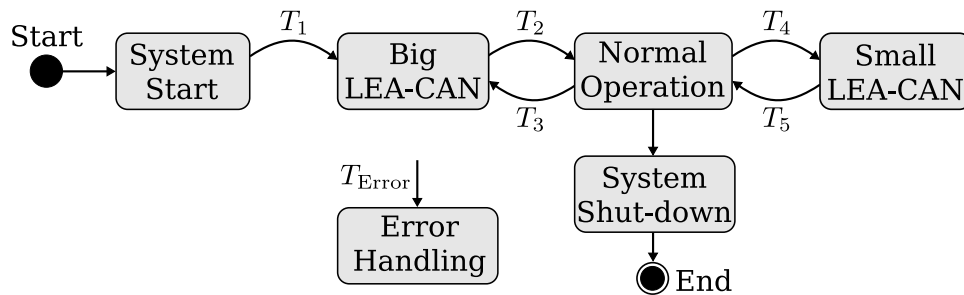 Start
System
Start
T1
Big
LEA-CAN
T2
T3
Normal
Operation
T4
T5
Small
LEA-CAN
TError
Error
Handling
System
Shut-down
End